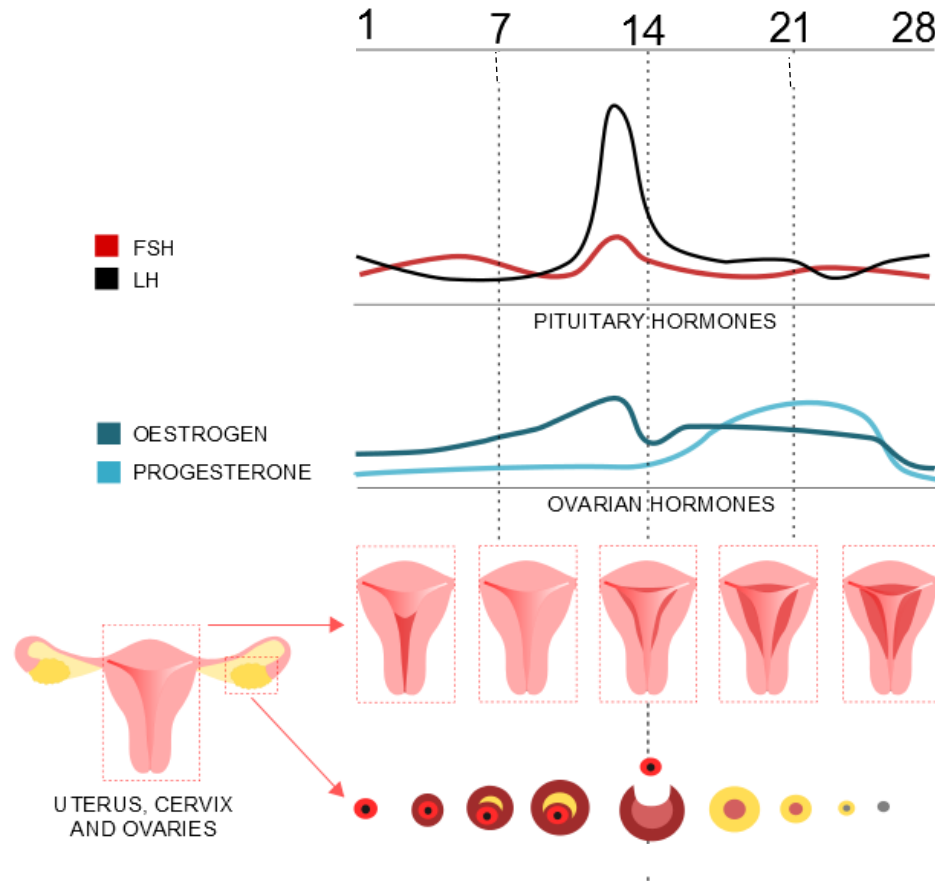 1 7 14 21 28
FSH
LH
PITUITARY HORMONES
OESTROGEN
PROGESTERONE
OVARIAN HORMONES
UTERUS, CERVIX
AND OVARIES